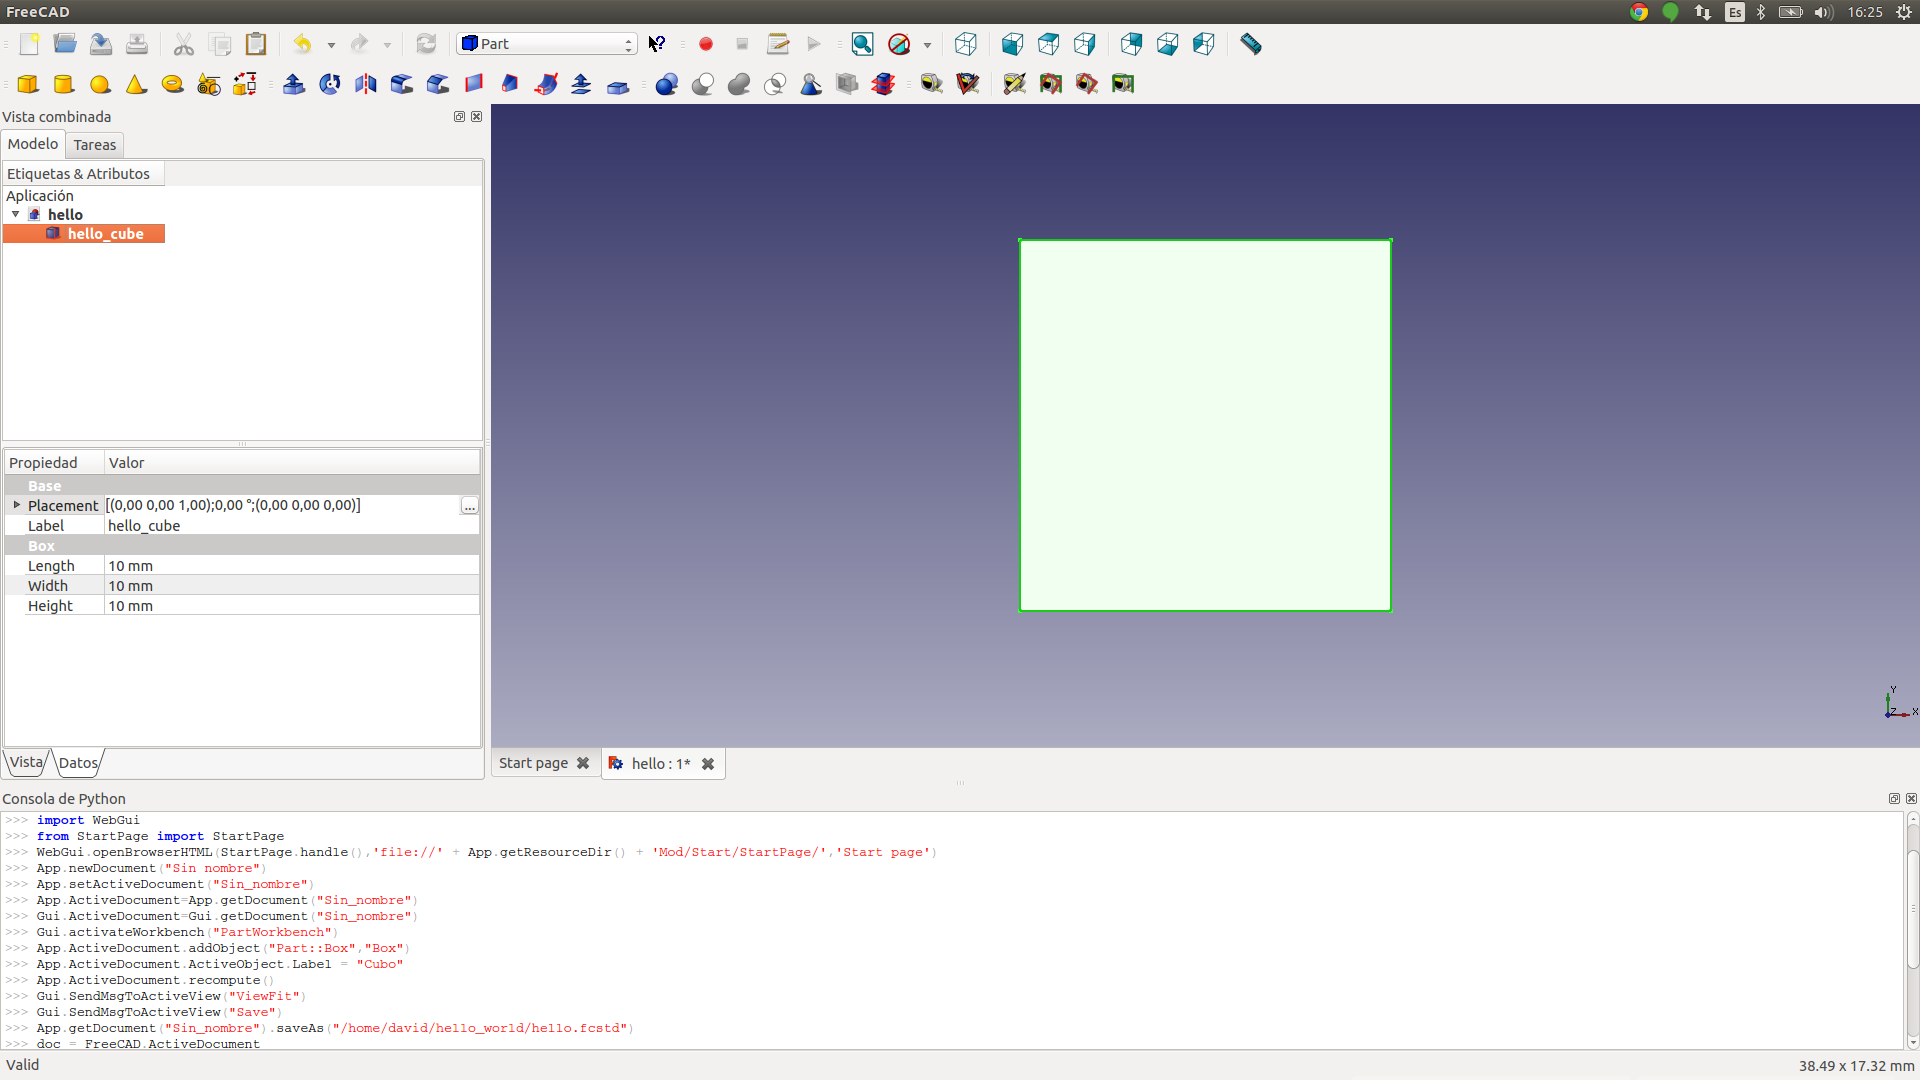 FreeCAD
Es
16:25
Part
Vista combinada
Modelo
Tareas
Etiquetas & Atributos
Aplicación
hello
hello_cube
Propiedad Valor
Base
Placement [(0,00 0,00 1,00);0,00 °;(0,00 0,00 0,00)]
...
Label hello_cube
Box
Length 10 mm
Width 10 mm
Height 10 mm
Vista
Datos
Y
Z
X
Start page
hello : 1*
Consola de Python
>>> import WebGui
>>> from StartPage import StartPage
>>> WebGui.openBrowserHTML(StartPage.handle(),'file://' + App.getResourceDir() + 'Mod/Start/StartPage/','Start page')
>>> App.newDocument("Sin nombre")
>>> App.setActiveDocument("Sin_nombre")
>>> App.ActiveDocument=App.getDocument("Sin_nombre")
>>> Gui.ActiveDocument=Gui.getDocument("Sin_nombre")
>>> Gui.activateWorkbench("PartWorkbench")
>>> App.ActiveDocument.addObject("Part::Box","Box")
>>> App.ActiveDocument.ActiveObject.Label = "Cubo"
>>> App.ActiveDocument.recompute()
>>> Gui.SendMsgToActiveView("ViewFit")
>>> Gui.SendMsgToActiveView("Save")
>>> App.getDocument("Sin_nombre").saveAs("/home/david/hello_world/hello.fcstd")
>>> doc = FreeCAD.ActiveDocument
Valid
38.49 x 17.32 mm